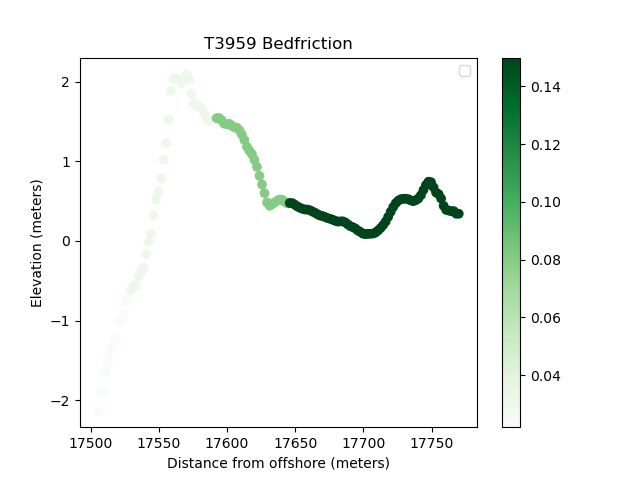 T3959 Bedfriction
2
1
0
−1
−2
Elevation (meters)
17500 17550 17600 17650 17700 17750
Distance from offshore (meters)
0.14
0.12
0.10
0.08
0.06
0.04